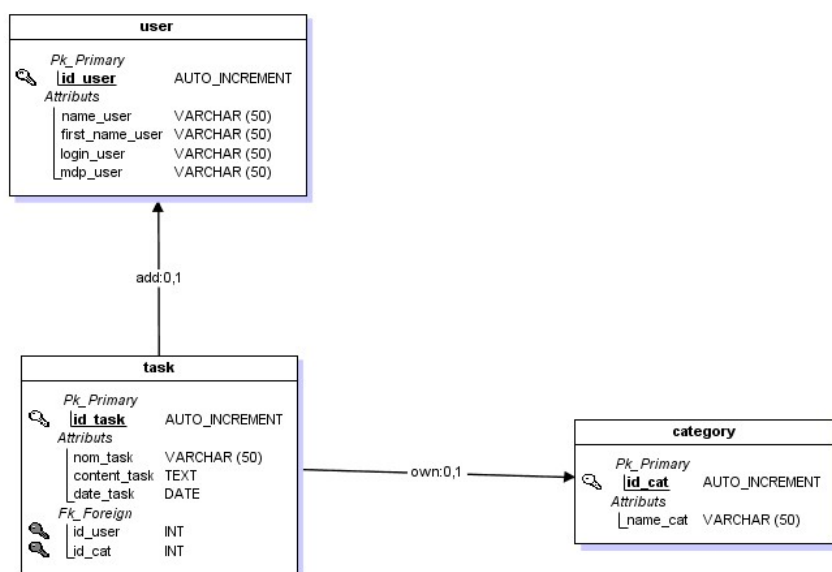 user
Pk_Primary
id_user AUTO_INCREMENT
Attributs
name_user VARCHAR (50)
first_name_user VARCHAR (50)
login_user VARCHAR (50)
mdp_user VARCHAR (50)
add:0,1
task
Pk_Primary
id_task AUTO_INCREMENT
Attributs
nom_task VARCHAR (50)
content_task TEXT
date_task DATE
Fk_Foreign
id_user INT
id_cat INT
own:0,1
category
Pk_Primary
id_cat AUTO_INCREMENT
Attributs
name_cat VARCHAR (50)